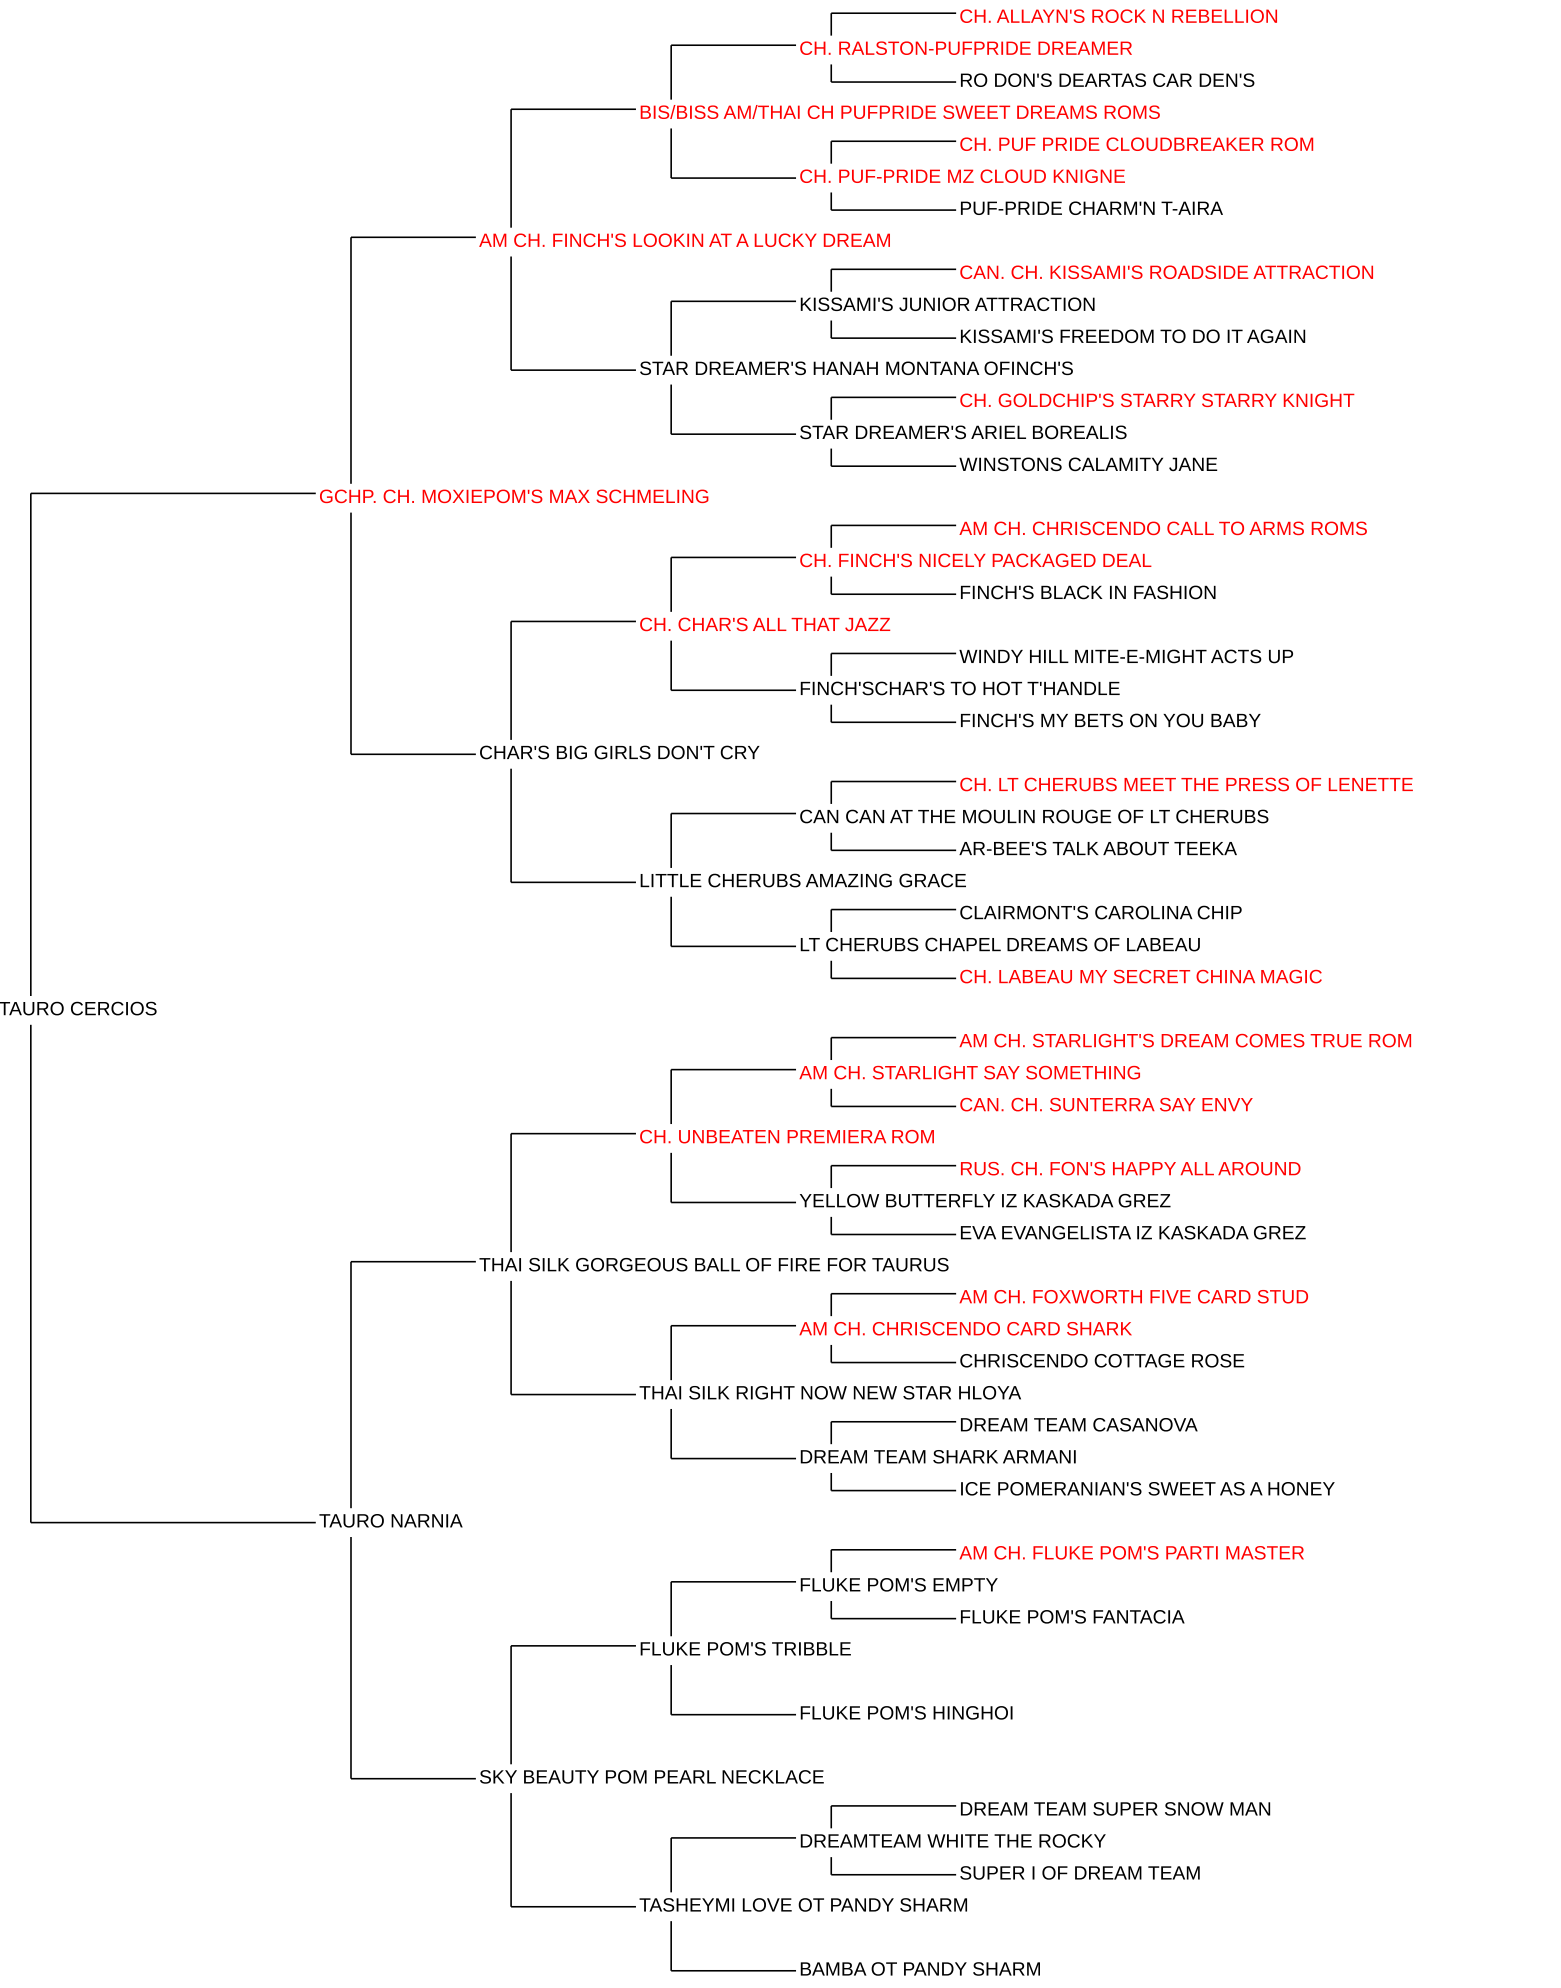 CH. ALLAYN'S ROCK N REBELLION
CH. RALSTON-PUFPRIDE DREAMER
RO DON'S DEARTAS CAR DEN'S
BIS/BISS AM/THAI CH PUFPRIDE SWEET DREAMS ROMS
CH. PUF PRIDE CLOUDBREAKER ROM
CH. PUF-PRIDE MZ CLOUD KNIGNE
PUF-PRIDE CHARM'N T-AIRA
AM CH. FINCH'S LOOKIN AT A LUCKY DREAM
CAN. CH. KISSAMI'S ROADSIDE ATTRACTION
KISSAMI'S JUNIOR ATTRACTION
KISSAMI'S FREEDOM TO DO IT AGAIN
STAR DREAMER'S HANAH MONTANA OFINCH'S
CH. GOLDCHIP'S STARRY STARRY KNIGHT
STAR DREAMER'S ARIEL BOREALIS
WINSTONS CALAMITY JANE
GCHP. CH. MOXIEPOM'S MAX SCHMELING
AM CH. CHRISCENDO CALL TO ARMS ROMS
CH. FINCH'S NICELY PACKAGED DEAL
FINCH'S BLACK IN FASHION
CH. CHAR'S ALL THAT JAZZ
WINDY HILL MITE-E-MIGHT ACTS UP
FINCH'SCHAR'S TO HOT T'HANDLE
FINCH'S MY BETS ON YOU BABY
CHAR'S BIG GIRLS DON'T CRY
CH. LT CHERUBS MEET THE PRESS OF LENETTE
CAN CAN AT THE MOULIN ROUGE OF LT CHERUBS
AR-BEE'S TALK ABOUT TEEKA
LITTLE CHERUBS AMAZING GRACE
CLAIRMONT'S CAROLINA CHIP
LT CHERUBS CHAPEL DREAMS OF LABEAU
CH. LABEAU MY SECRET CHINA MAGIC
TAURO CERCIOS
AM CH. STARLIGHT'S DREAM COMES TRUE ROM
AM CH. STARLIGHT SAY SOMETHING
CAN. CH. SUNTERRA SAY ENVY
CH. UNBEATEN PREMIERA ROM
RUS. CH. FON'S HAPPY ALL AROUND
YELLOW BUTTERFLY IZ KASKADA GREZ
EVA EVANGELISTA IZ KASKADA GREZ
THAI SILK GORGEOUS BALL OF FIRE FOR TAURUS
AM CH. FOXWORTH FIVE CARD STUD
AM CH. CHRISCENDO CARD SHARK
CHRISCENDO COTTAGE ROSE
THAI SILK RIGHT NOW NEW STAR HLOYA
DREAM TEAM CASANOVA
DREAM TEAM SHARK ARMANI
ICE POMERANIAN'S SWEET AS A HONEY
TAURO NARNIA
AM CH. FLUKE POM'S PARTI MASTER
FLUKE POM'S EMPTY
FLUKE POM'S FANTACIA
FLUKE POM'S TRIBBLE
FLUKE POM'S HINGHOI
SKY BEAUTY POM PEARL NECKLACE
DREAM TEAM SUPER SNOW MAN
DREAMTEAM WHITE THE ROCKY
SUPER I OF DREAM TEAM
TASHEYMI LOVE OT PANDY SHARM
BAMBA OT PANDY SHARM